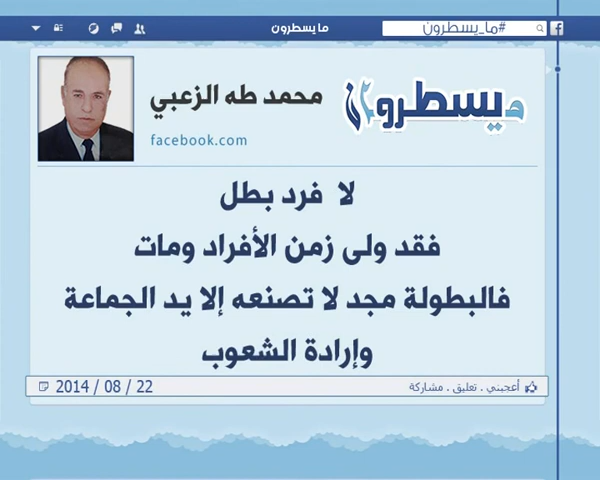 ما يسطرون
#ما_يسطرون
محمد طه الزعبي
ما يسطرون
facebook.com
لا فرد بطل
فقد ولى زمن الأفراد ومات
فالبطولة مجد لا تصنعه إلا يد الجماعة
وإرادة الشعوب
أعجبني . تعليق . مشاركة
2014 / 08 / 22